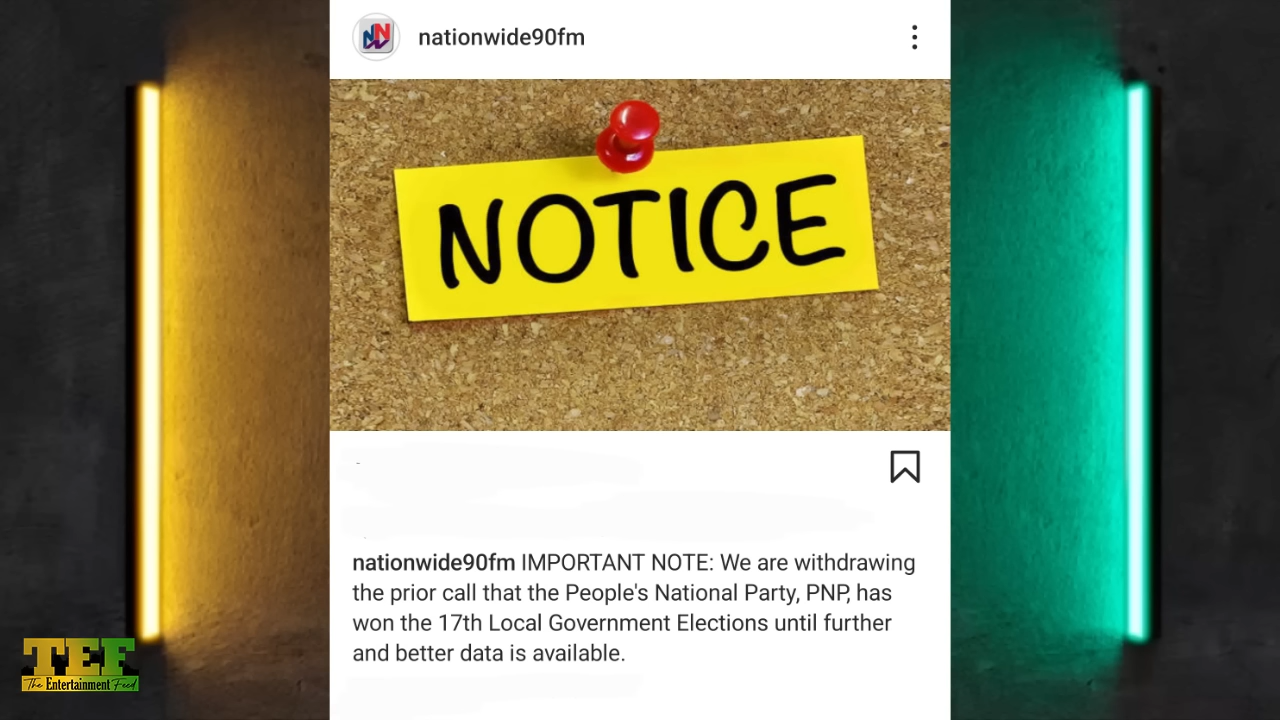 nationwide90fm
NOTICE
nationwide90fm IMPORTANT NOTE: We are withdrawing
the prior call that the People's National Party, PNP, has
won the 17th Local Government Elections until further
and better data is available.
TEF
The Entertainment Feed